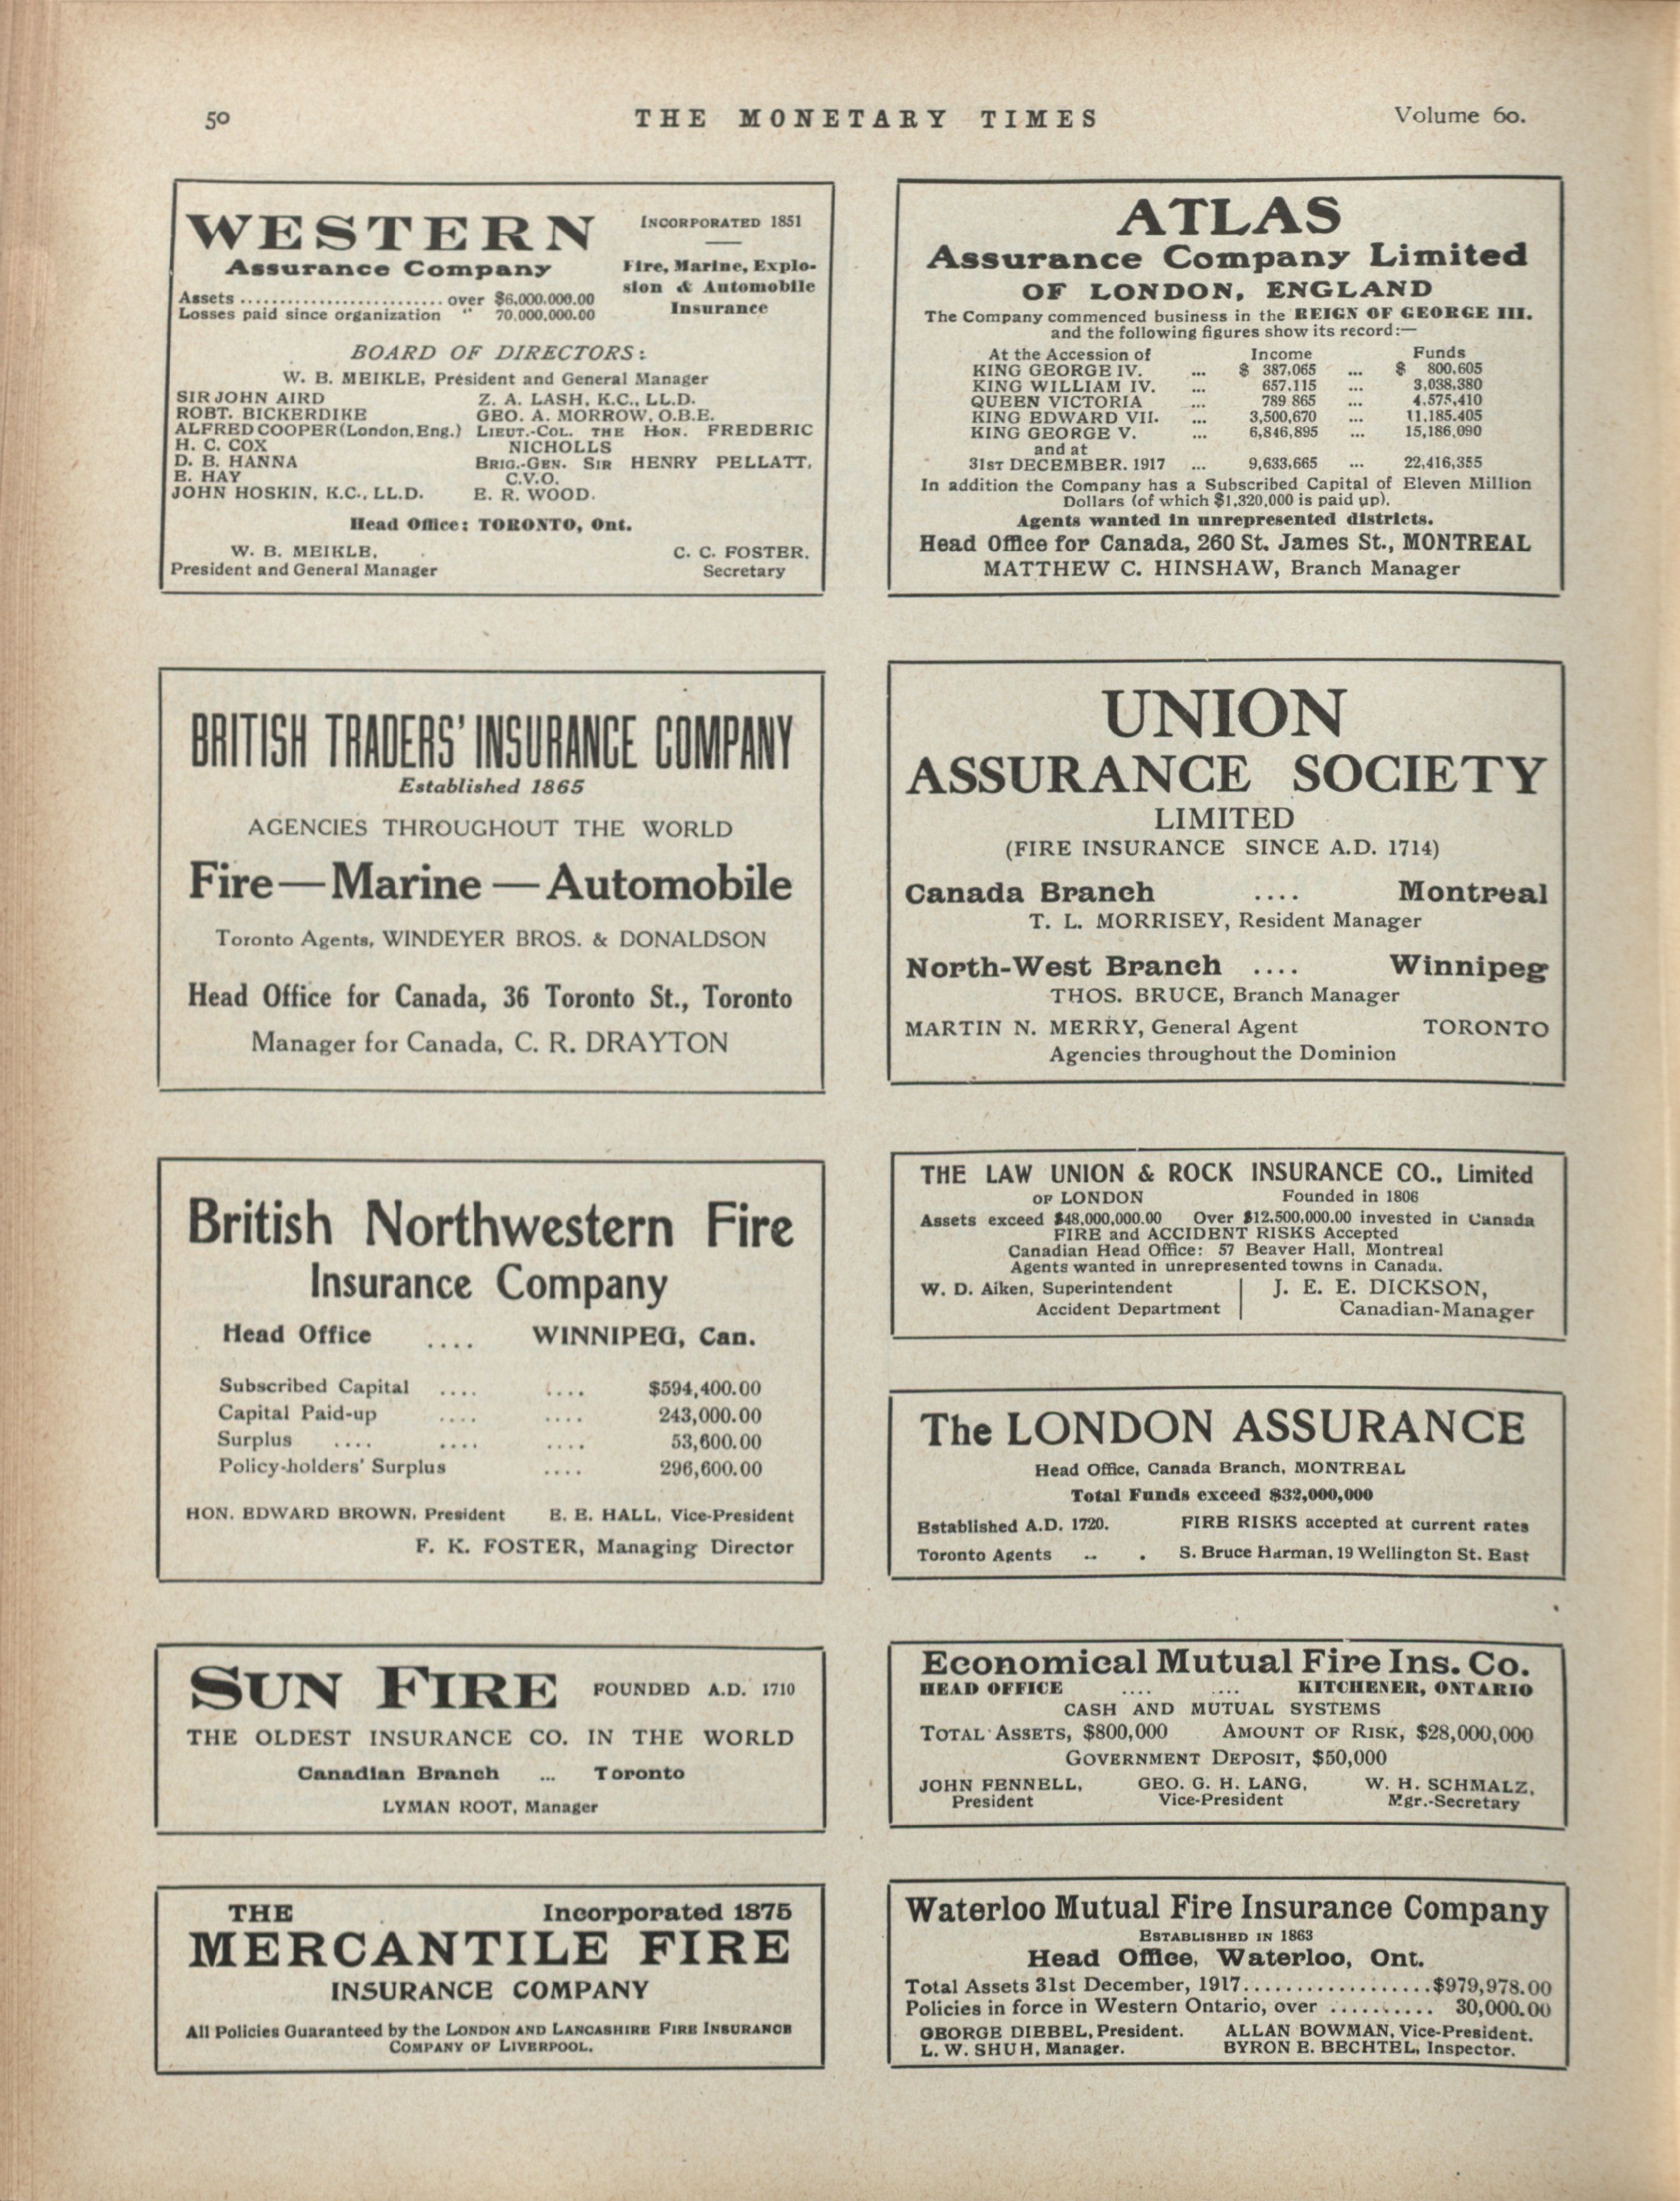 50
THE MONETARY TIMES
Volume 60.
WESTERN
Assurance Company
INCORPORATED 1851
Fire, Marine, Explo-
sion & Automobile
Insurance
Assets .......................... over $6,000,000.00
Losses paid since organization " 70,000,000.00
BOARD OF DIRECTORS:
W. B. MEIKLE, President and General Manager
SIR JOHN AIRD
ROBT. BICKERDIKE
ALFRED COOPER (London, Eng.)
H. C. COX
D. B. HANNA
E. HAY
JOHN HOSKIN, K.C., LL.D.
Z. A. LASH, K.C., LL.D.
GEO. A. MORROW, O.B.E.
LIEUT.-COL. THE HON. FREDERIC
NICHOLLS
BRIG.-GEN. SIR HENRY PELLATT,
C.V.O.
E. R. WOOD.
Head Office: TORONTO, Ont.
W. B. MEIKLE,
President and General Manager
C. C. FOSTER,
Secretary
BRITISH TRADERS' INSURANCE COMPANY
Established 1865
AGENCIES THROUGHOUT THE WORLD
Fire—Marine—Automobile
Toronto Agents, WINDEYER BROS. & DONALDSON
Head Office for Canada, 36 Toronto St., Toronto
Manager for Canada, C. R. DRAYTON
British Northwestern Fire
Insurance Company
Head Office .... WINNIPEG, Can.
Subscribed Capital .... .... $594,400.00
Capital Paid-up .... .... 243,000.00
Surplus .... .... .... 53,600.00
Policy-holders' Surplus .... 296,600.00
HON. EDWARD BROWN, President E. E. HALL, Vice-President
F. K. FOSTER, Managing Director
SUN FIRE FOUNDED A.D. 1710
THE OLDEST INSURANCE CO. IN THE WORLD
Canadian Branch ... Toronto
LYMAN ROOT, Manager
THE Incorporated 1875
MERCANTILE FIRE
INSURANCE COMPANY
All Policies Guaranteed by the LONDON AND LANCASHIRE FIRE INSURANCE
COMPANY OF LIVERPOOL.
ATLAS
Assurance Company Limited
OF LONDON, ENGLAND
The Company commenced business in the REIGN OF GEORGE III.
and the following figures show its record:—
At the Accession of Income Funds
KING GEORGE IV. ... $ 387,065 ... $ 800,605
KING WILLIAM IV. ... 657,115 ... 3,038,380
QUEEN VICTORIA ... 789 865 ... 4,575,410
KING EDWARD VII. ... 3,500,670 ... 11,185,405
KING GEORGE V. ... 6,846,895 ... 15,186,090
and at
31ST DECEMBER, 1917 ... 9,633,665 ... 22,416,355
In addition the Company has a Subscribed Capital of Eleven Million
Dollars (of which $1,320,000 is paid up).
Agents wanted in unrepresented districts.
Head Office for Canada, 260 St. James St., MONTREAL
MATTHEW C. HINSHAW, Branch Manager
UNION
ASSURANCE SOCIETY
LIMITED
(FIRE INSURANCE SINCE A.D. 1714)
Canada Branch .... Montreal
T. L. MORRISEY, Resident Manager
North-West Branch .... Winnipeg
THOS. BRUCE, Branch Manager
MARTIN N. MERRY, General Agent TORONTO
Agencies throughout the Dominion
THE LAW UNION & ROCK INSURANCE CO., Limited
OF LONDON Founded in 1806
Assets exceed $48,000,000.00 Over $12,500,000.00 invested in Canada
FIRE and ACCIDENT RISKS Accepted
Canadian Head Office: 57 Beaver Hall, Montreal
Agents wanted in unrepresented towns in Canada.
W. D. Aiken, Superintendent
Accident Department
J. E. E. DICKSON,
Canadian-Manager
The LONDON ASSURANCE
Head Office, Canada Branch, MONTREAL
Total Funds exceed $32,000,000
Established A.D. 1720. FIRE RISKS accepted at current rates
Toronto Agents .. . S. Bruce Harman, 19 Wellington St. East
Economical Mutual Fire Ins. Co.
HEAD OFFICE .... .... KITCHENER, ONTARIO
CASH AND MUTUAL SYSTEMS
TOTAL ASSETS, $800,000 AMOUNT OF RISK, $28,000,000
GOVERNMENT DEPOSIT, $50,000
JOHN FENNELL, GEO. G. H. LANG, W. H. SCHMALZ,
President Vice-President Mgr.-Secretary
Waterloo Mutual Fire Insurance Company
ESTABLISHED IN 1863
Head Office, Waterloo, Ont.
Total Assets 31st December, 1917..................$979,978.00
Policies in force in Western Ontario, over .......... 30,000.00
GEORGE DIEBEL, President. ALLAN BOWMAN, Vice-President.
L. W. SHUH, Manager. BYRON E. BECHTEL, Inspector.